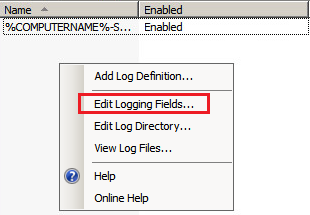 Name Enabled
%COMPUTERNAME%-S... Enabled
Add Log Definition...
Edit Logging Fields...
Edit Log Directory...
View Log Files...
Help
Online Help